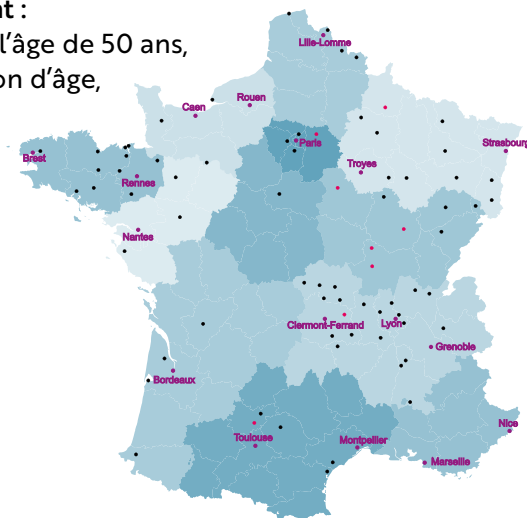 nt :
l’âge de 50 ans,
on d’âge,
Lille-Lomme
Rouen
Caen
Paris
Strasbourg
Troyes
Brest
Rennes
Nantes
Clermont-Ferrand
Lyon
Grenoble
Bordeaux
Nice
Toulouse
Montpellier
Marseille